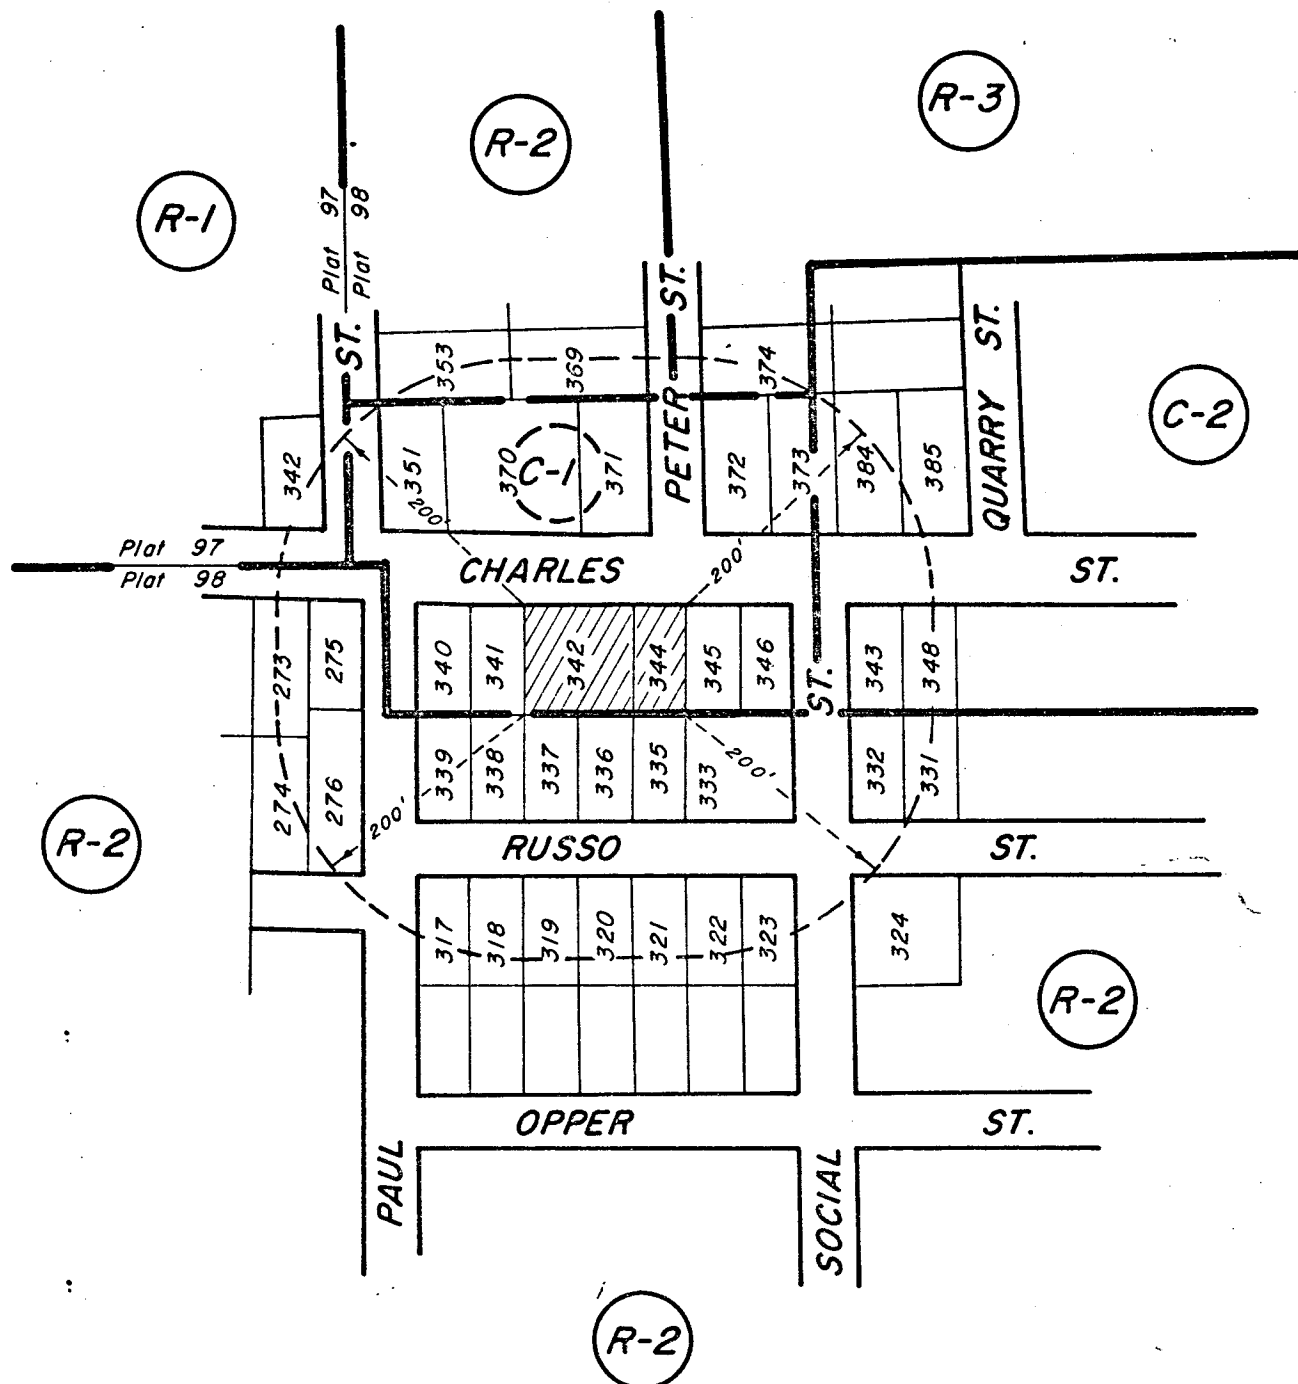 R-3
R-2
R-1
Plat 97
Plat 98
ST.
ST.
ST.
353
369
374
PETER
QUARRY
C-2
342
351
370
C-1
371
372
373
384
385
200'
200'
Plat 97
Plat 98
CHARLES ST.
273
275
340
341
342
344
345
346
343
348
ST.
274
276
339
338
337
336
335
333
332
331
200'
200'
R-2
RUSSO ST.
317
318
319
320
321
322
323
324
R-2
OPPER ST.
PAUL
SOCIAL
R-2